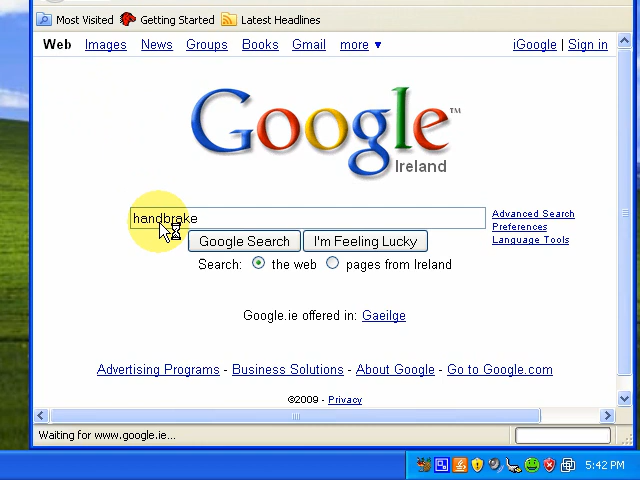 Most Visited Getting Started Latest Headlines
Web Images News Groups Books Gmail more ▼ iGoogle | Sign in
Google™
Ireland
handbrake
Advanced Search
Preferences
Language Tools
Google Search I'm Feeling Lucky
Search: the web pages from Ireland
Google.ie offered in: Gaeilge
Advertising Programs - Business Solutions - About Google - Go to Google.com
©2009 - Privacy
Waiting for www.google.ie...
5:42 PM